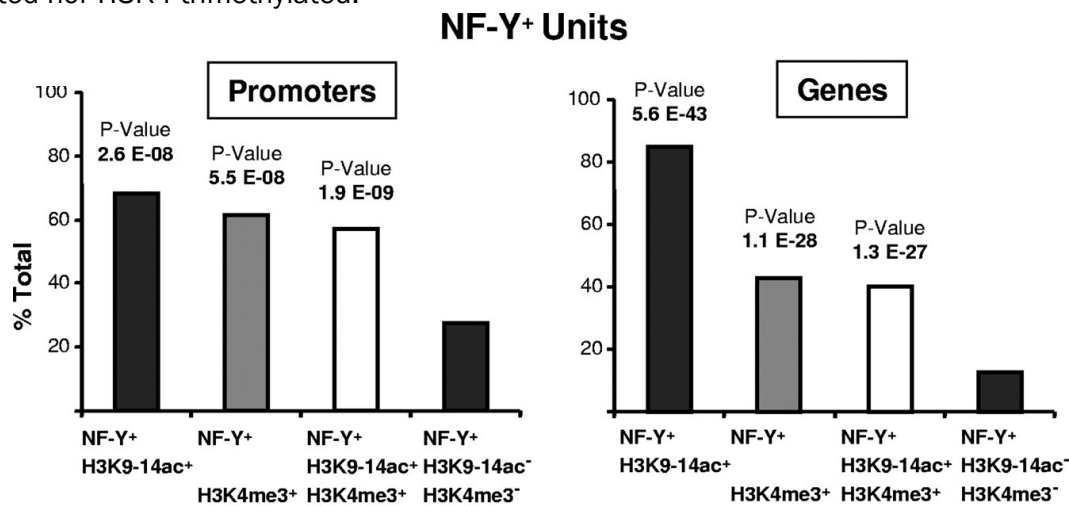 NF-Y+ Units
Promoters
% Total
100
80
60
40
20
P-Value
2.6 E-08
P-Value
5.5 E-08
P-Value
1.9 E-09
NF-Y+
H3K9-14ac+
NF-Y+
H3K4me3+
NF-Y+
H3K9-14ac+
H3K4me3+
NF-Y+
H3K9-14ac-
H3K4me3-
Genes
100
80
60
40
20
P-Value
5.6 E-43
P-Value
1.1 E-28
P-Value
1.3 E-27
NF-Y+
H3K9-14ac+
NF-Y+
H3K4me3+
NF-Y+
H3K9-14ac+
H3K4me3+
NF-Y+
H3K9-14ac-
H3K4me3-